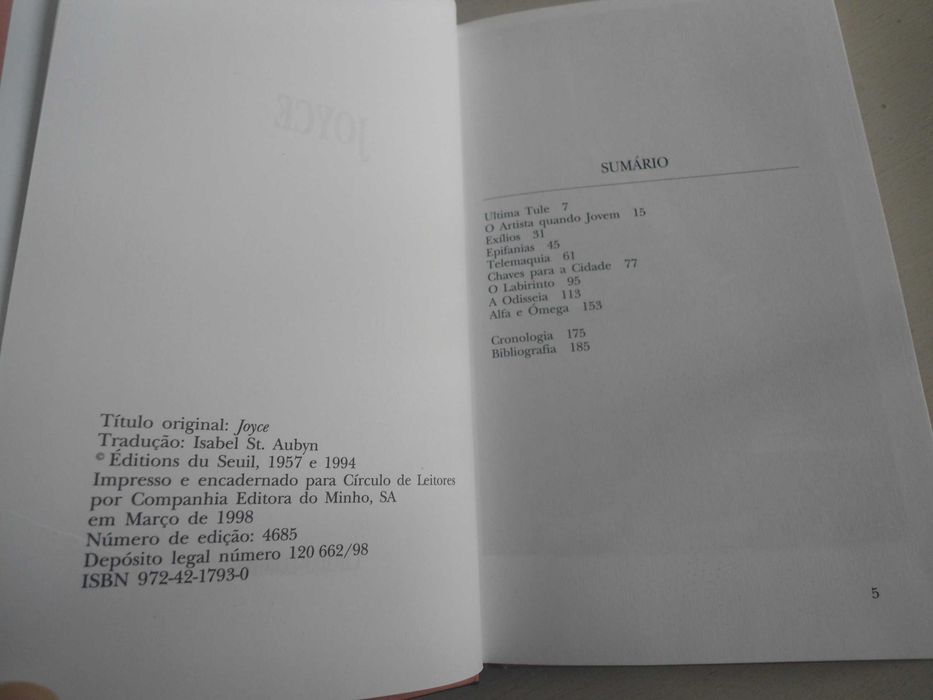 JOYCE
Título original: Joyce
Tradução: Isabel St. Aubyn
© Éditions du Seuil, 1957 e 1994
Impresso e encadernado para Círculo de Leitores
por Companhia Editora do Minho, SA
em Março de 1998
Número de edição: 4685
Depósito legal número 120 662/98
ISBN 972-42-1793-0
SUMÁRIO
Ultima Tule 7
O Artista quando Jovem 15
Exílios 31
Epifanias 45
Telemaquia 61
Chaves para a Cidade 77
O Labirinto 95
A Odisseia 113
Alfa e Ómega 153
Cronologia 175
Bibliografia 185
5